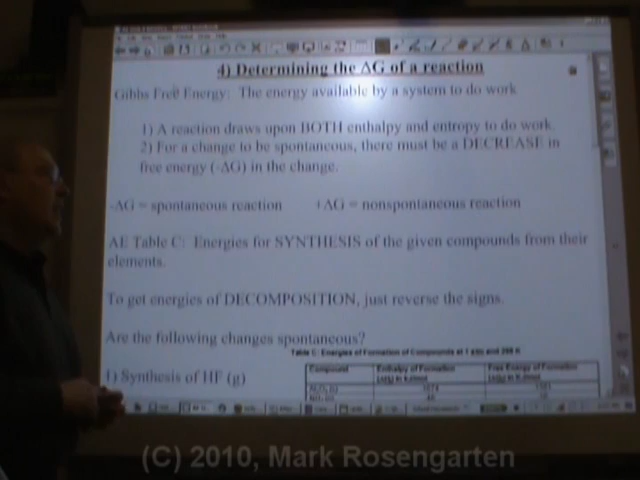 4) Determining the ΔG of a reaction
Gibbs Free Energy: The energy available by a system to do work
1) A reaction draws upon BOTH enthalpy and entropy to do work.
2) For a change to be spontaneous, there must be a DECREASE in
free energy (-ΔG) in the change.
-ΔG = spontaneous reaction +ΔG = nonspontaneous reaction
AE Table C: Energies for SYNTHESIS of the given compounds from their
elements.
To get energies of DECOMPOSITION, just reverse the signs.
Are the following changes spontaneous?
Table C: Energies of Formation of Compounds at 1 atm and 298 K
1) Synthesis of HF (g)
Compound Enthalpy of Formation Free Energy of Formation
(C) 2010, Mark Rosengarten